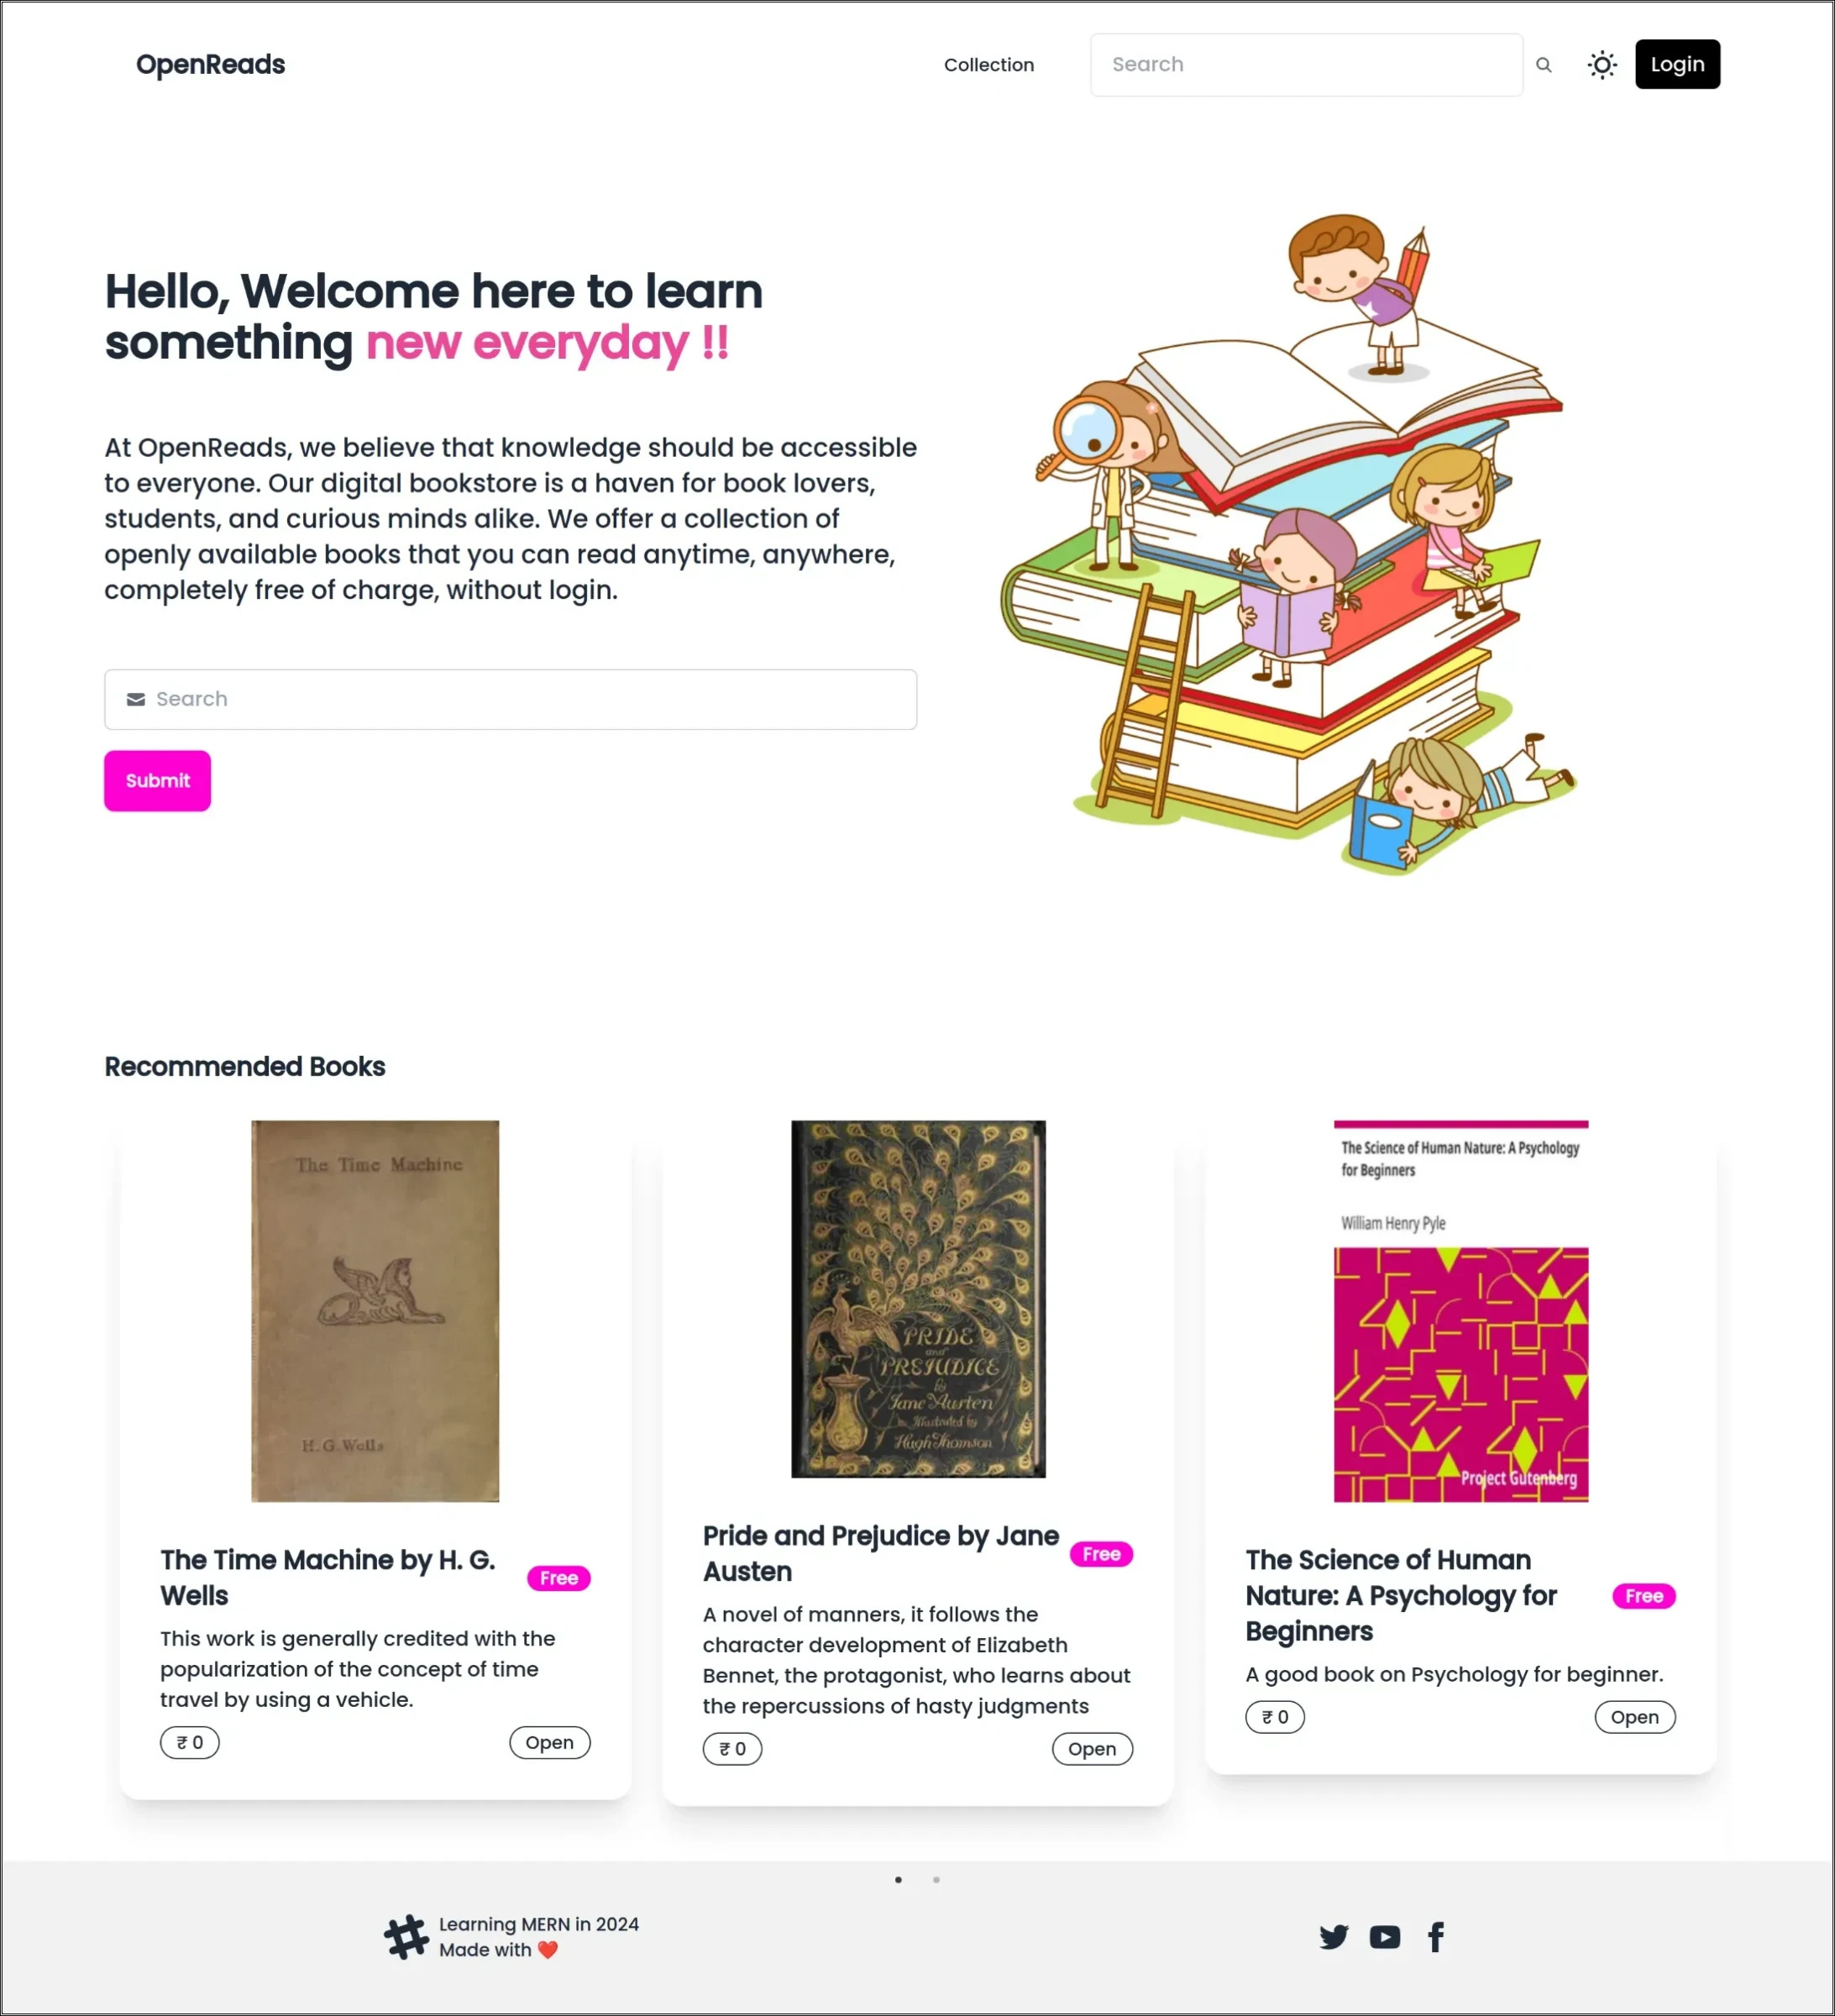 OpenReads
Collection
Search
Login
Hello, Welcome here to learn
something new everyday !!
At OpenReads, we believe that knowledge should be accessible
to everyone. Our digital bookstore is a haven for book lovers,
students, and curious minds alike. We offer a collection of
openly available books that you can read anytime, anywhere,
completely free of charge, without login.
Search
Submit
Recommended Books
The Time Machine
H.G.Wells
The Time Machine by H. G.
Wells
Free
This work is generally credited with the
popularization of the concept of time
travel by using a vehicle.
₹ 0
Open
PRIDE
and
PREJUDICE
by
Jane Austen
Illustrated by
Hugh Thomson
Pride and Prejudice by Jane
Austen
Free
A novel of manners, it follows the
character development of Elizabeth
Bennet, the protagonist, who learns about
the repercussions of hasty judgments
₹ 0
Open
The Science of Human Nature: A Psychology
for Beginners
William Henry Pyle
Project Gutenberg
The Science of Human
Nature: A Psychology for
Beginners
Free
A good book on Psychology for beginner.
₹ 0
Open
Learning MERN in 2024
Made with ❤️